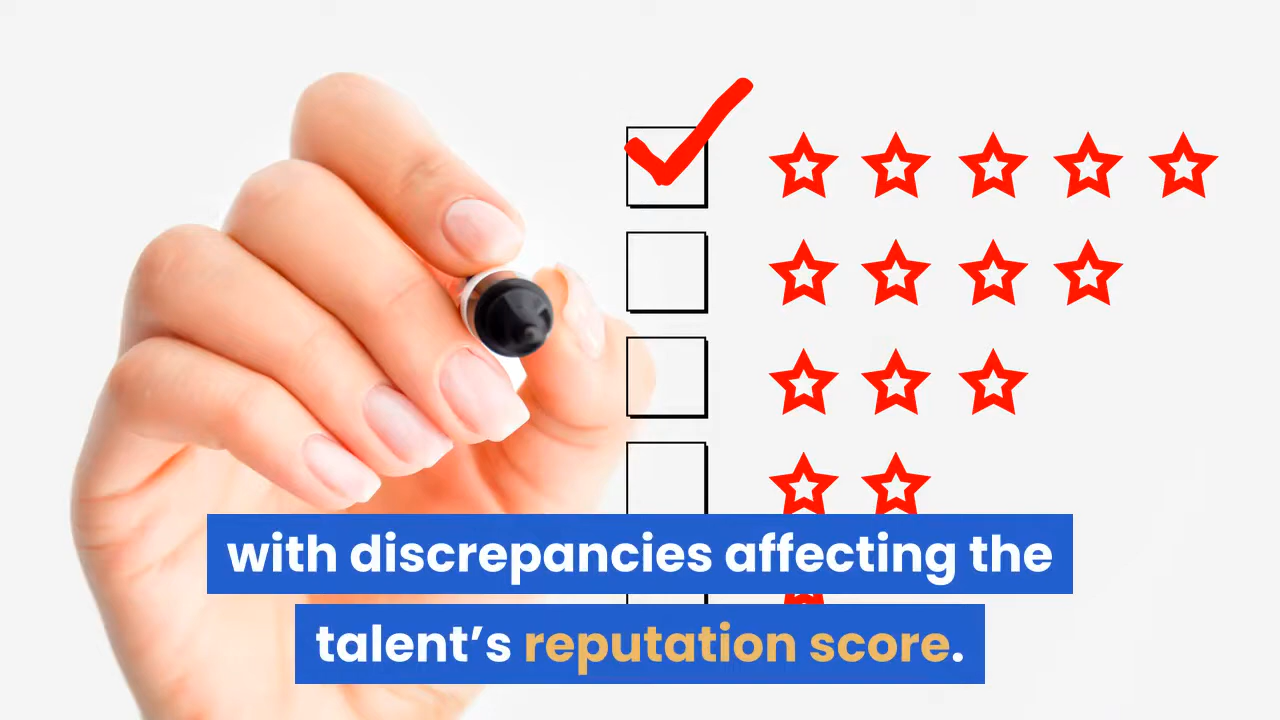 with discrepancies affecting the
talent’s reputation score.